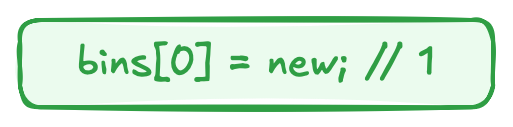 bins[0] = new; // 1